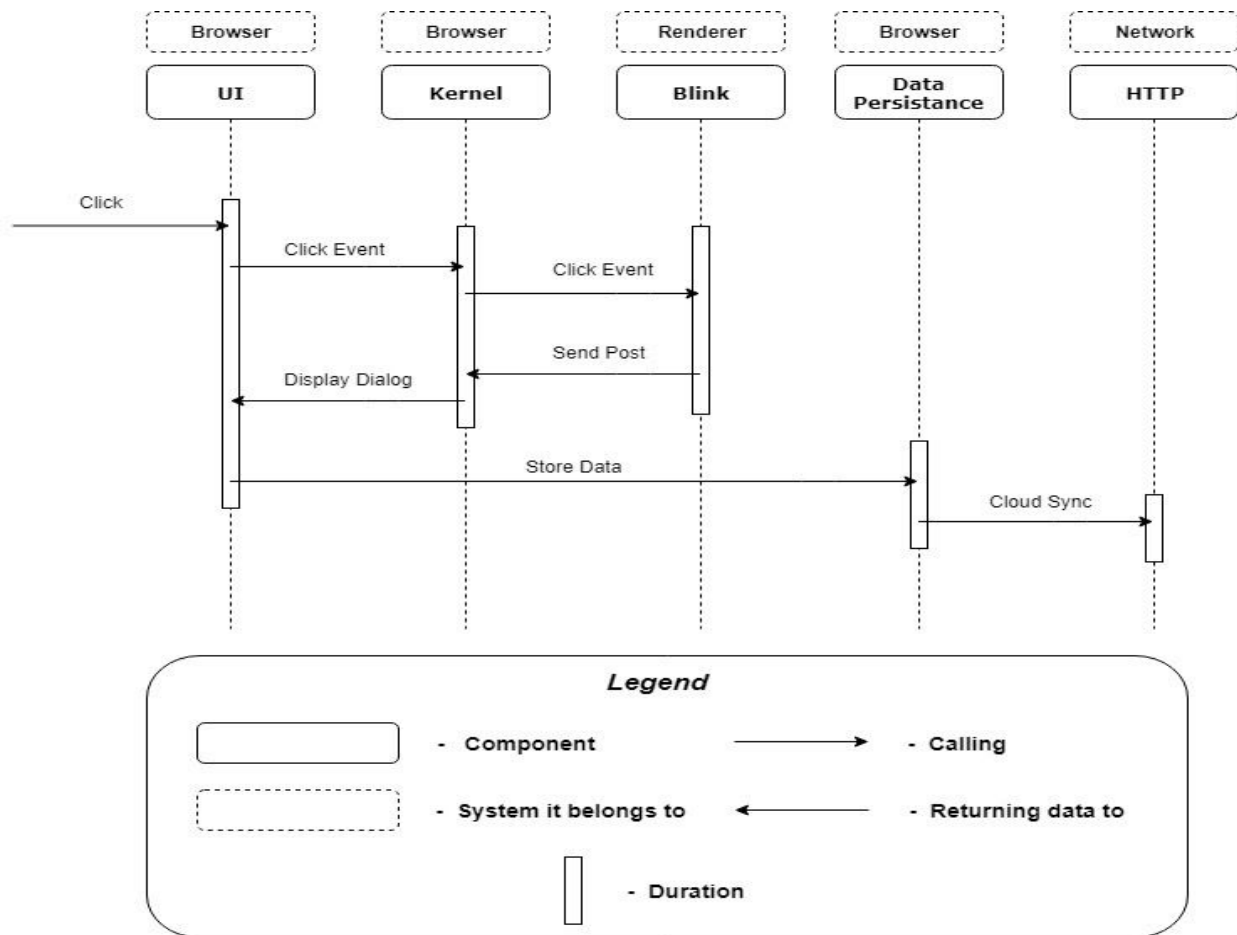 Browser
Browser
Renderer
Browser
Network
UI
Kernel
Blink
Data
Persistance
HTTP
Click
Click Event
Click Event
Send Post
Display Dialog
Store Data
Cloud Sync
Legend
- Component
- Calling
- System it belongs to
- Returning data to
- Duration